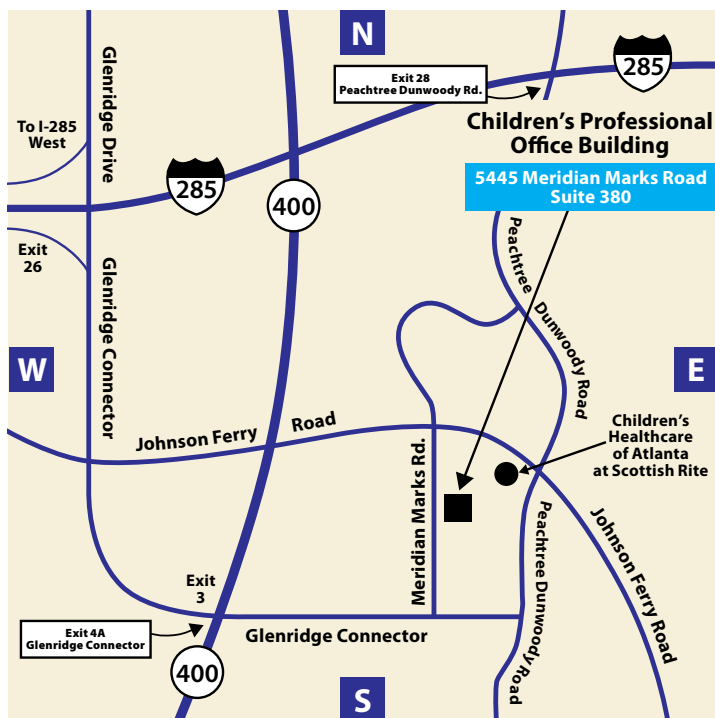 N
Exit 28
Peachtree Dunwoody Rd.
285
Glenridge Drive
To I-285
West
Children's Professional
Office Building
5445 Meridian Marks Road
Suite 380
285
400
Peachtree Dunwoody Road
Exit
26
Glenridge Connector
W
E
Johnson Ferry Road
Children's
Healthcare
of Atlanta
at Scottish Rite
Meridian Marks Rd.
Peachtree Dunwoody Road
Johnson Ferry Road
Exit
3
Exit 4A
Glenridge Connector
Glenridge Connector
400
S